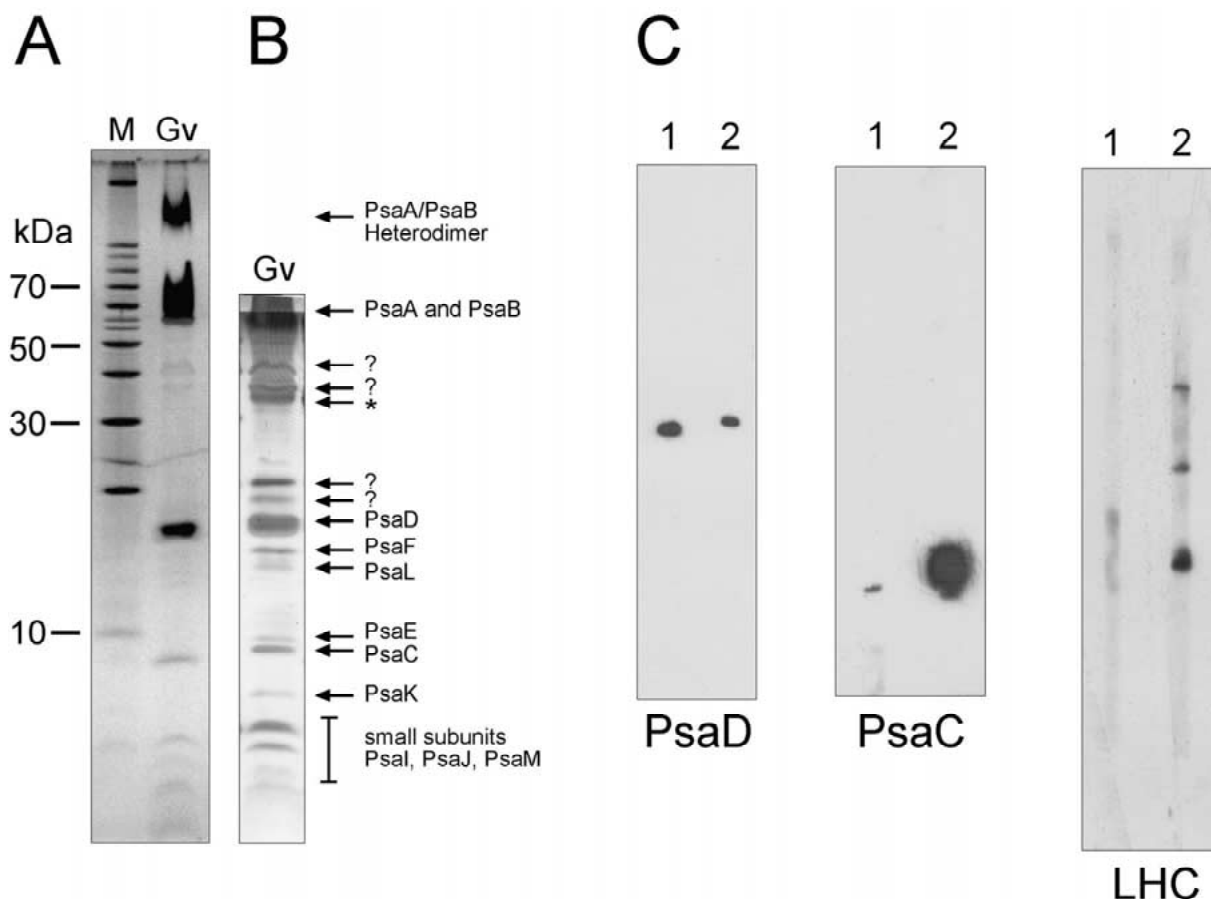 A
B
C
M Gv
kDa
70
50
30
10
Gv
PsaA/PsaB
Heterodimer
PsaA and PsaB
?
?
*
?
?
PsaD
PsaF
PsaL
PsaE
PsaC
PsaK
small subunits
PsaI, PsaJ, PsaM
1 2
PsaD
1 2
PsaC
1 2
LHC